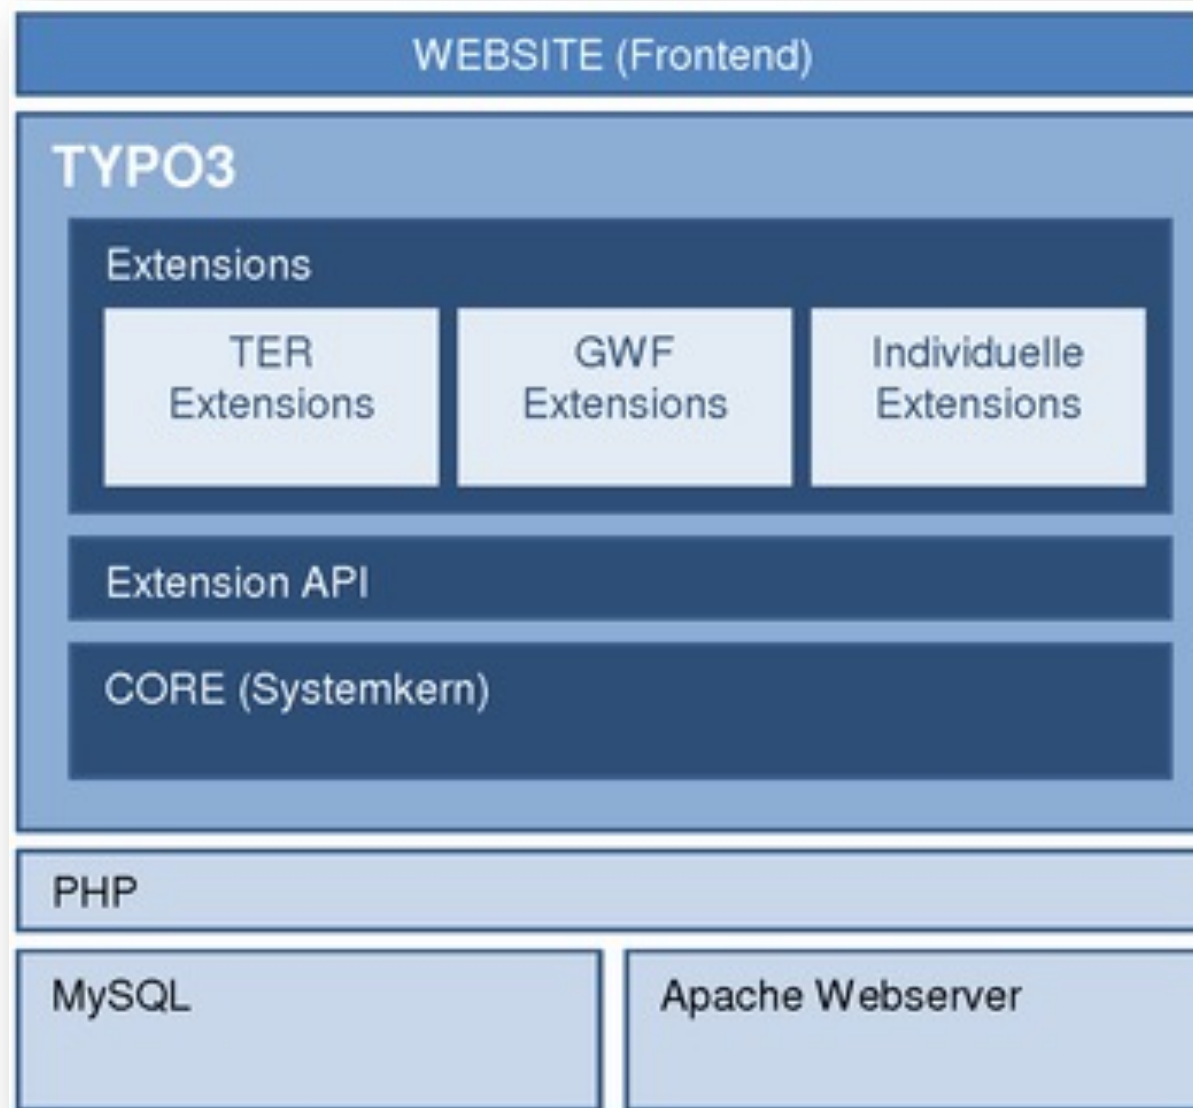 WEBSITE (Frontend)
TYPO3
Extensions
TER
Extensions
GWF
Extensions
Individuelle
Extensions
Extension API
CORE (Systemkern)
PHP
MySQL
Apache Webserver